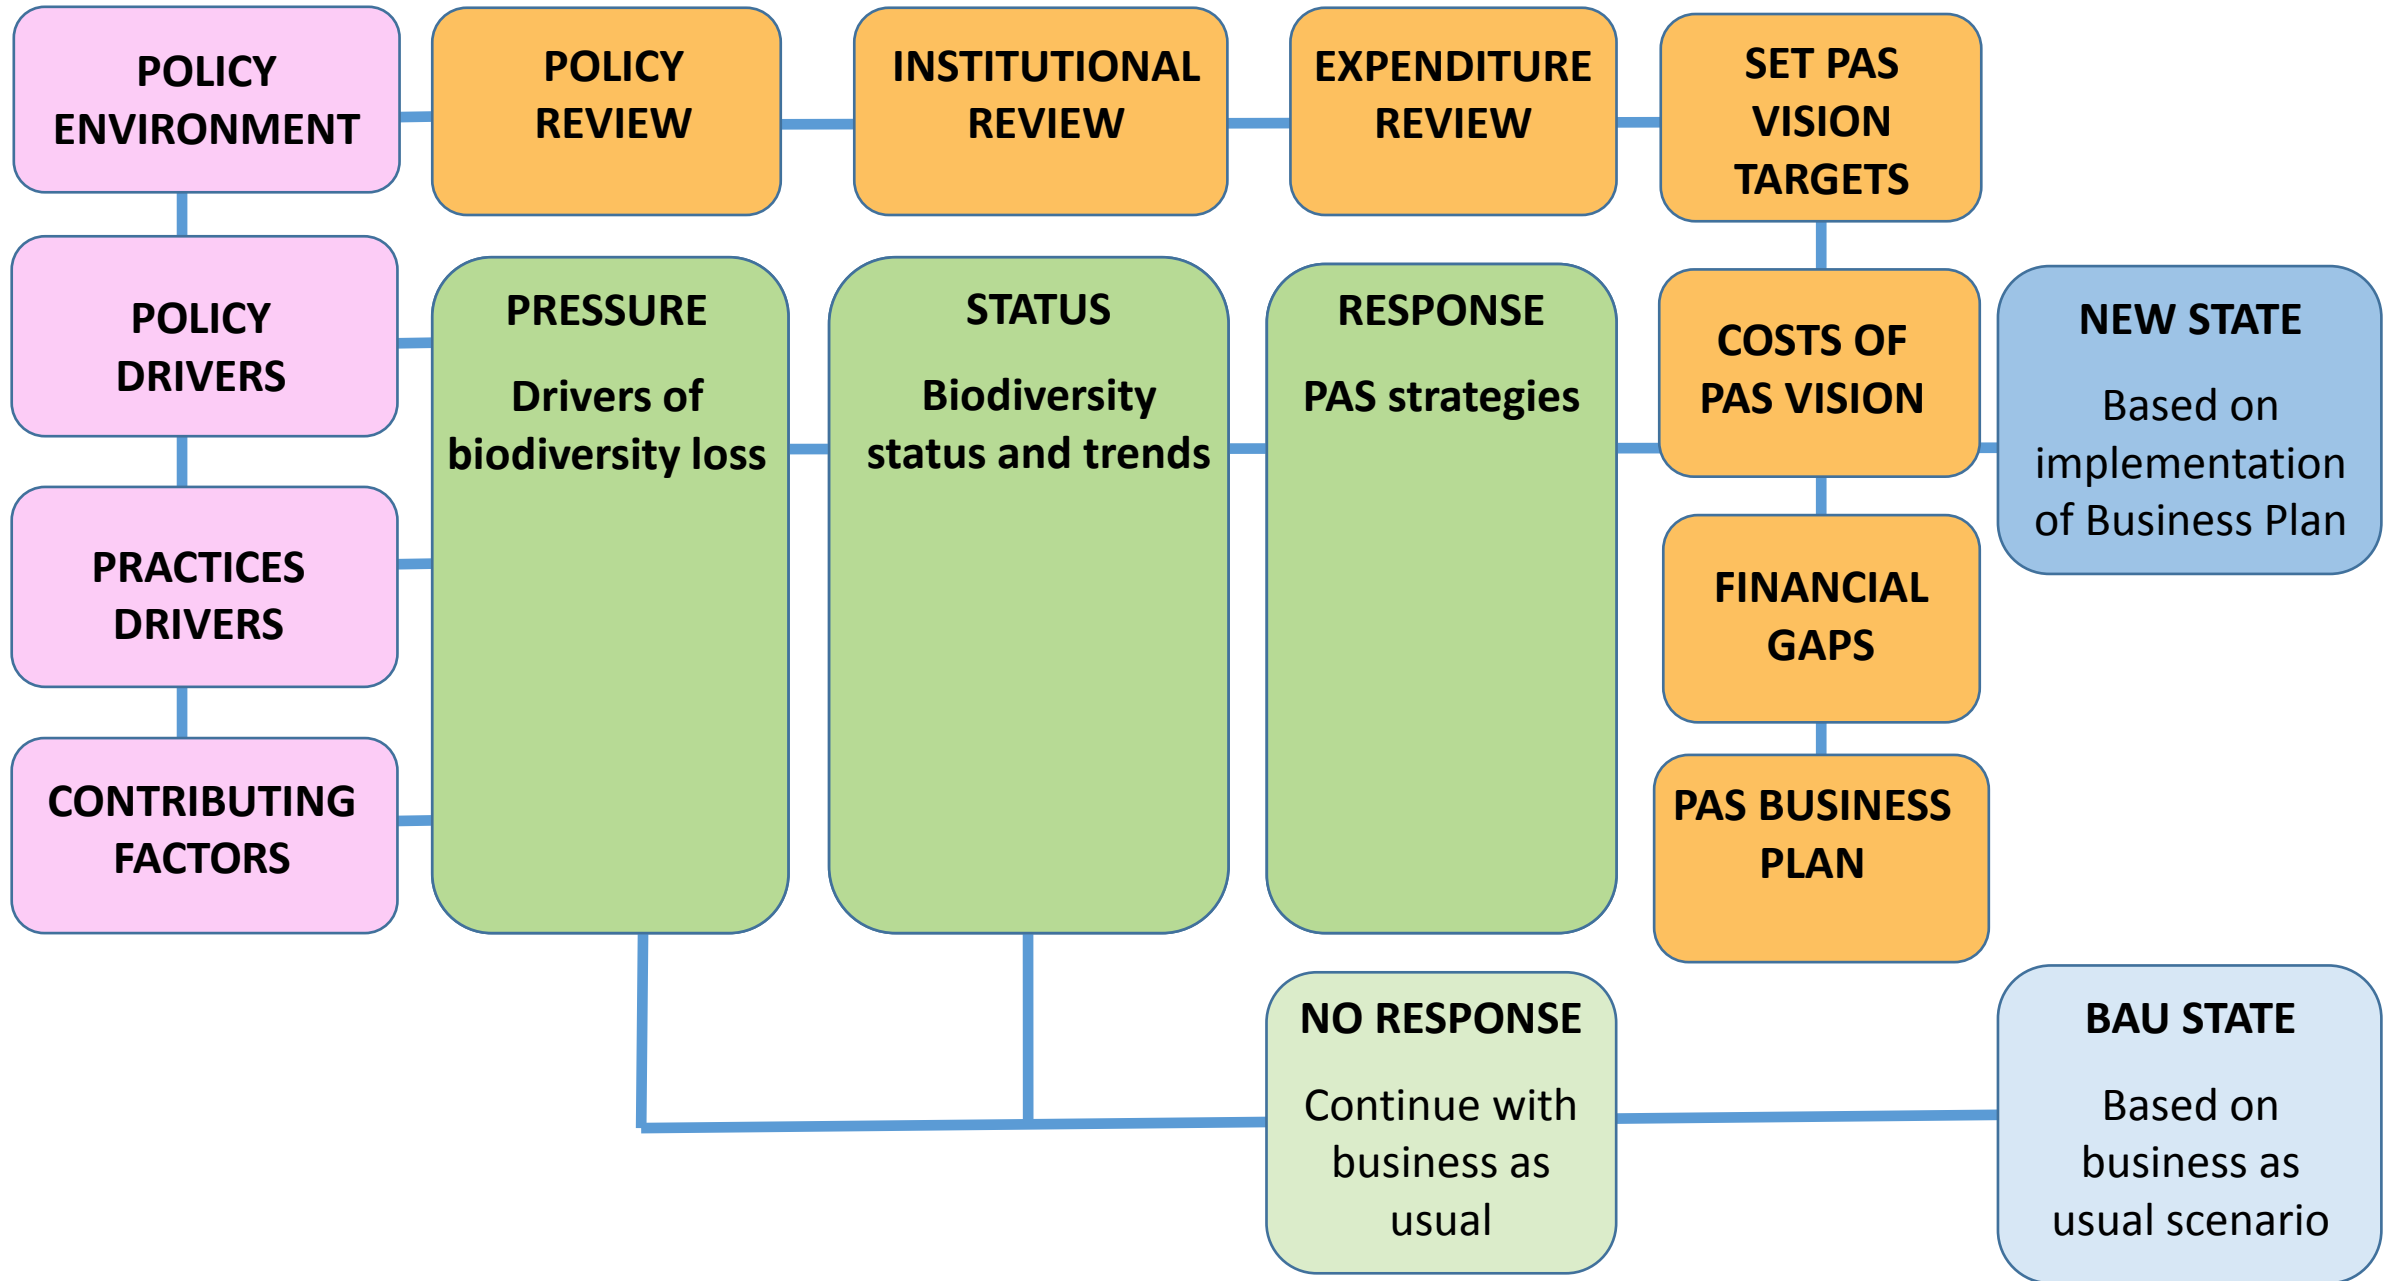 POLICY
ENVIRONMENT
POLICY
REVIEW
INSTITUTIONAL
REVIEW
EXPENDITURE
REVIEW
SET PAS
VISION
TARGETS
POLICY
DRIVERS
PRESSURE
Drivers of
biodiversity loss
STATUS
Biodiversity
status and trends
RESPONSE
PAS strategies
COSTS OF
PAS VISION
NEW STATE
Based on
implementation
of Business Plan
PRACTICES
DRIVERS
FINANCIAL
GAPS
CONTRIBUTING
FACTORS
PAS BUSINESS
PLAN
NO RESPONSE
Continue with
business as
usual
BAU STATE
Based on
business as
usual scenario